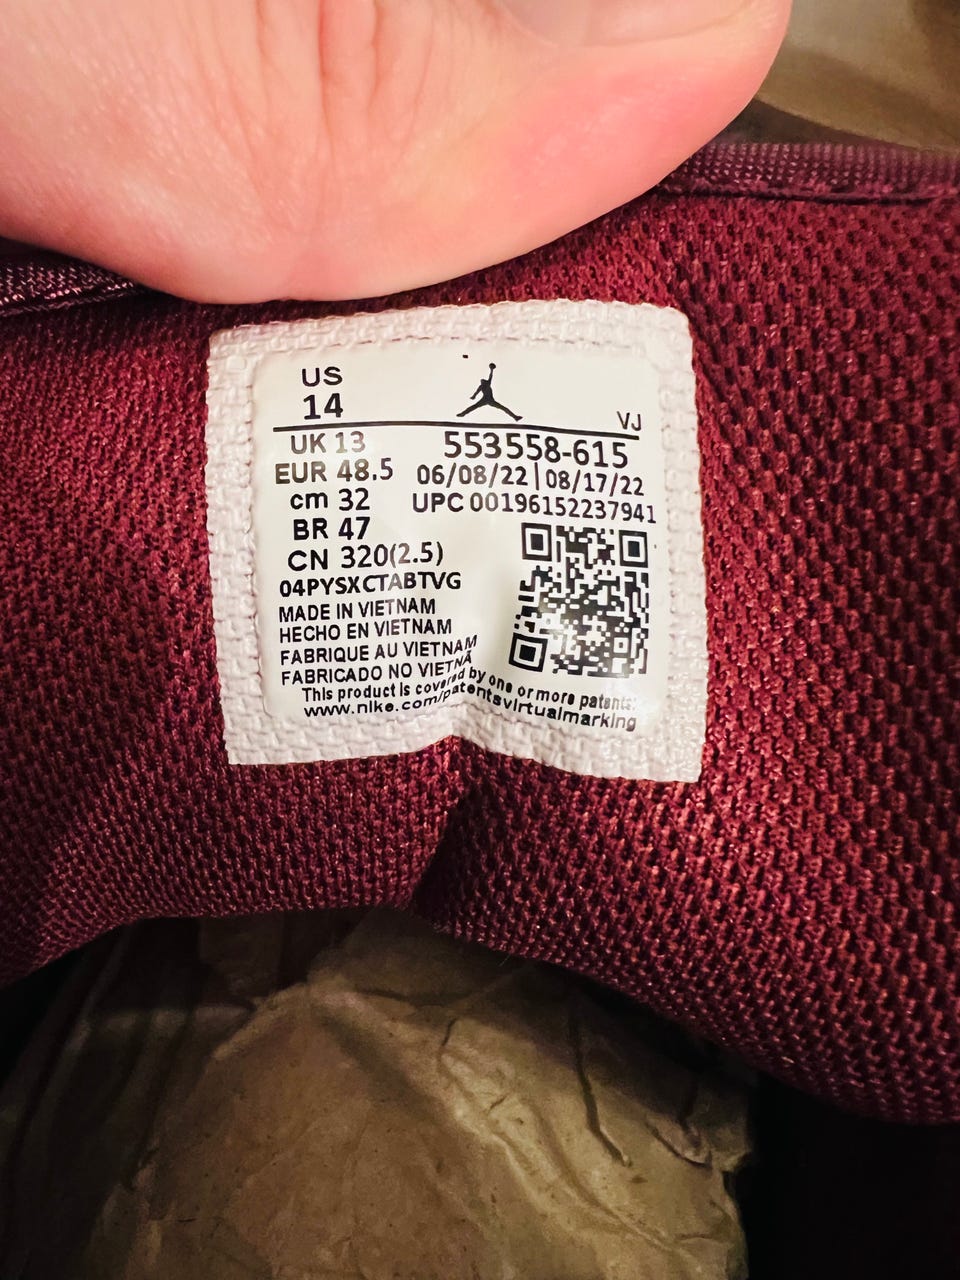 US
14
VJ
UK 13
553558-615
EUR 48.5
06/08/22|08/17/22
cm 32
UPC 00196152237941
BR 47
CN 320(2.5)
04PYSXCTABTVG
MADE IN VIETNAM
HECHO EN VIETNAM
FABRIQUE AU VIETNAM
FABRICADO NO VIETNÃ
This product is covered by one or more patents:
www.nike.com/patentsvirtualmarking